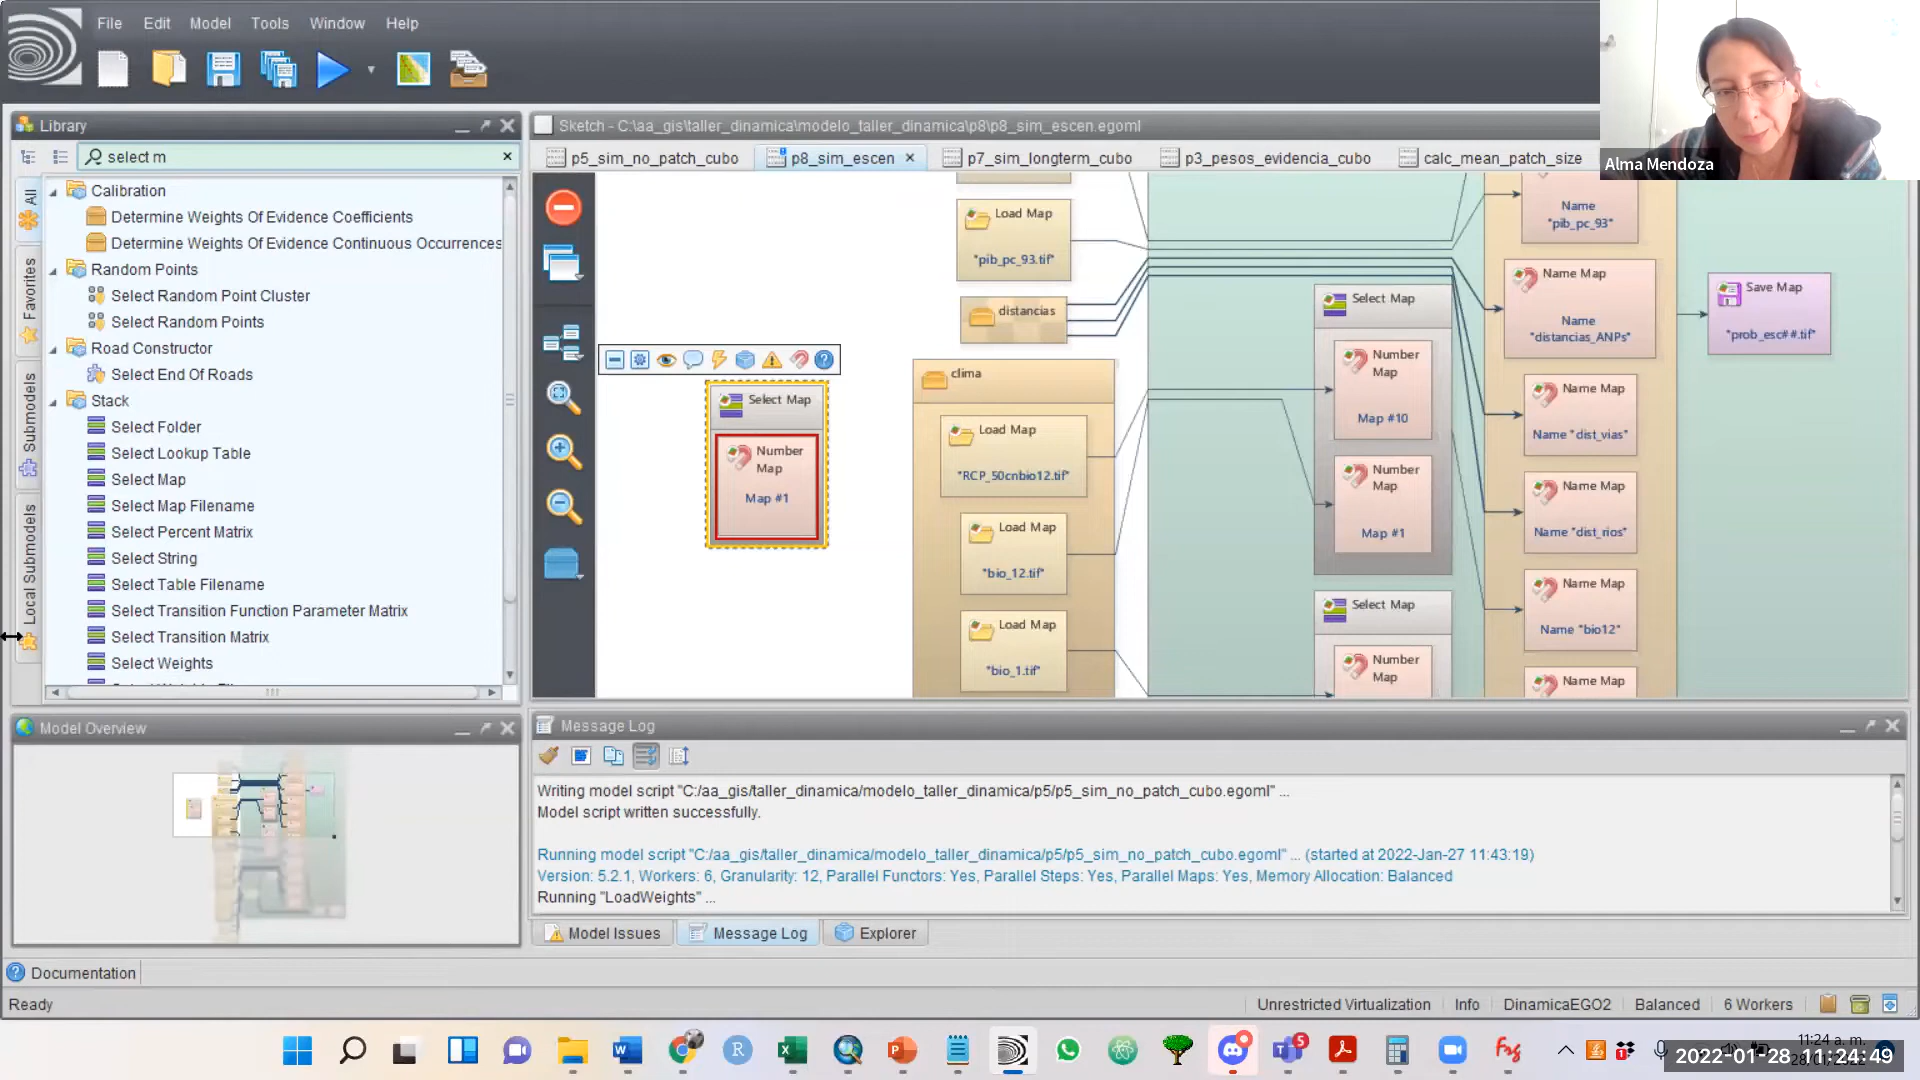 File Edit Model Tools Window Help
Library
select m
All
Favorites
Submodels
Local Submodels
Calibration
Determine Weights Of Evidence Coefficients
Determine Weights Of Evidence Continuous Occurrences
Random Points
Select Random Point Cluster
Select Random Points
Road Constructor
Select End Of Roads
Stack
Select Folder
Select Lookup Table
Select Map
Select Map Filename
Select Percent Matrix
Select String
Select Table Filename
Select Transition Function Parameter Matrix
Select Transition Matrix
Select Weights
Model Overview
Sketch - C:\aa_gis\taller_dinamica\modelo_taller_dinamica\p8\p8_sim_escen.egoml
p5_sim_no_patch_cubo
p8_sim_escen
p7_sim_longterm_cubo
p3_pesos_evidencia_cubo
calc_mean_patch_size
Alma Mendoza
Select Map
Number Map
Map #1
Load Map
"pib_pc_93.tif"
distancias
clima
Load Map
"RCP_50cnbio12.tif"
Load Map
"bio_12.tif"
Load Map
"bio_1.tif"
Select Map
Number Map
Map #10
Number Map
Map #1
Select Map
Number Map
Name
"pib_pc_93"
Name Map
Name
"distancias_ANPs"
Name Map
Name "dist_vias"
Name Map
Name "dist_rios"
Name Map
Name "bio12"
Name Map
Save Map
"prob_esc##.tif"
Message Log
Writing model script "C:/aa_gis/taller_dinamica/modelo_taller_dinamica/p5/p5_sim_no_patch_cubo.egoml" ...
Model script written successfully.
Running model script "C:/aa_gis/taller_dinamica/modelo_taller_dinamica/p5/p5_sim_no_patch_cubo.egoml" ... (started at 2022-Jan-27 11:43:19)
Version: 5.2.1, Workers: 6, Granularity: 12, Parallel Functors: Yes, Parallel Steps: Yes, Parallel Maps: Yes, Memory Allocation: Balanced
Running "LoadWeights" ...
Model Issues
Message Log
Explorer
Documentation
Ready
Unrestricted Virtualization Info DinamicaEGO2 Balanced 6 Workers
11:24 a. m.
2022-01-28 11:24:49